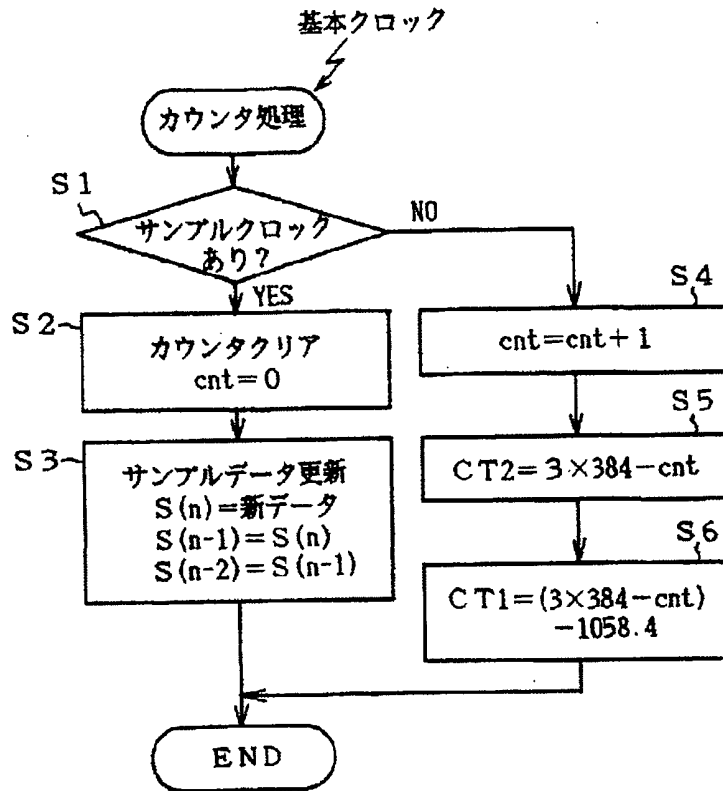 基本クロック
カウンタ処理
S1
サンプルクロック
あり?
NO
YES
S2
カウンタクリア
cnt=0
S3
サンプルデータ更新
S(n)=新データ
S(n-1)=S(n)
S(n-2)=S(n-1)
S4
cnt=cnt+1
S5
CT2=3×384-cnt
S6
CT1=(3×384-cnt)
-1058.4
END